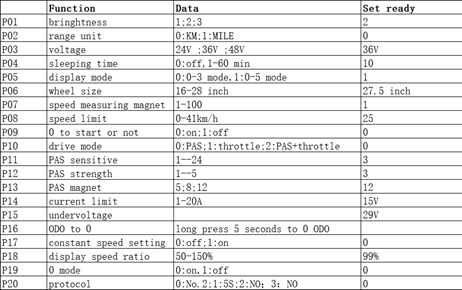 Function Data Set ready
P01 bringhtness 1;2;3 2
P02 range unit 0:KM;1:MILE 0
P03 voltage 24V ;36V ;48V 36V
P04 sleeping time 0:off,1-60 min 10
P05 display mode 0:0-3 mode,1:0-5 mode 1
P06 wheel size 16-28 inch 27.5 inch
P07 speed measuring magnet 1-100 1
P08 speed limit 0-41km/h 25
P09 0 to start or not 0:on;1:off 0
P10 drive mode 0:PAS;1:throttle;2:PAS+throttle 0
P11 PAS sensitive 1--24 3
P12 PAS strength 1--5 3
P13 PAS magnet 5;8;12 12
P14 current limit 1-20A 15V
P15 undervoltage 29V
P16 ODO to 0 long press 5 seconds to 0 ODO
P17 constant speed setting 0:off;1:on 0
P18 display speed ratio 50-150% 99%
P19 0 mode 0:on,1:off 0
P20 protocol 0:No.2;1:5S;2:NO; 3: NO 0